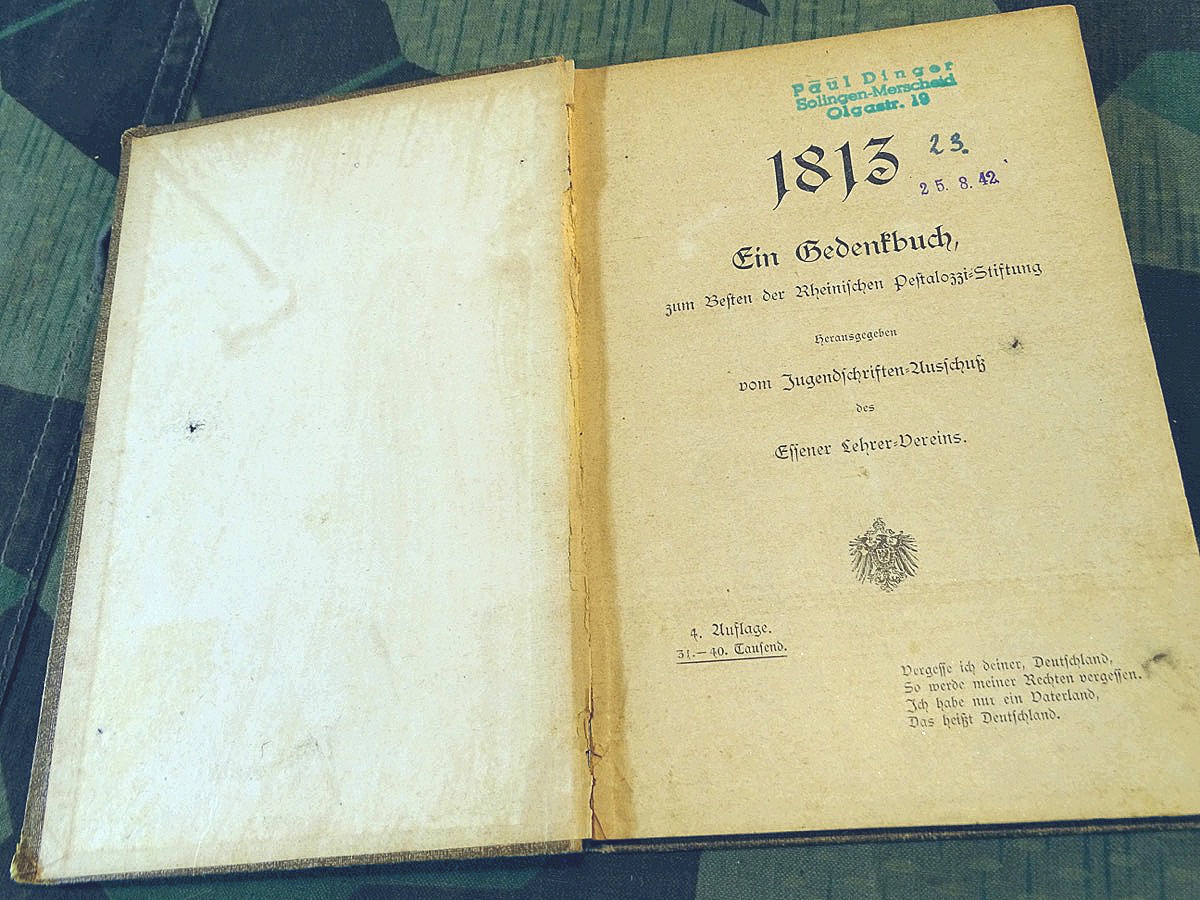 Paul Dinger
Solingen-Merscheid
Olgastr. 19
1813
23.
25. 8. 42
Ein Gedenkbuch,
zum Besten der Rheinischen Pestalozzi-Stiftung
Herausgegeben
vom Jugendschriften-Ausschuß
des
Essener Lehrer-Vereins.
4. Auflage.
31.–40. Tausend.
Vergesse ich deiner, Deutschland,
So werde meiner Rechten vergessen.
Ich habe nur ein Vaterland,
Das heißt Deutschland.